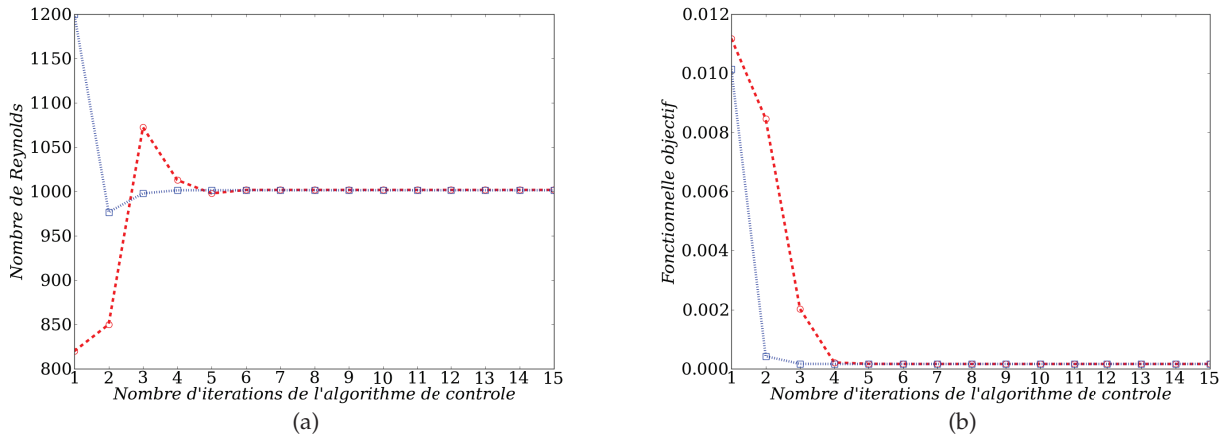 1200
1150
1100
1050
1000
950
900
850
800
Nombre de Reynolds
1 2 3 4 5 6 7 8 9 10 11 12 13 14 15
Nombre d'iterations de l'algorithme de controle
(a)
0.012
0.010
0.008
0.006
0.004
0.002
0.000
Fonctionnelle objectif
1 2 3 4 5 6 7 8 9 10 11 12 13 14 15
Nombre d'iterations de l'algorithme de controle
(b)